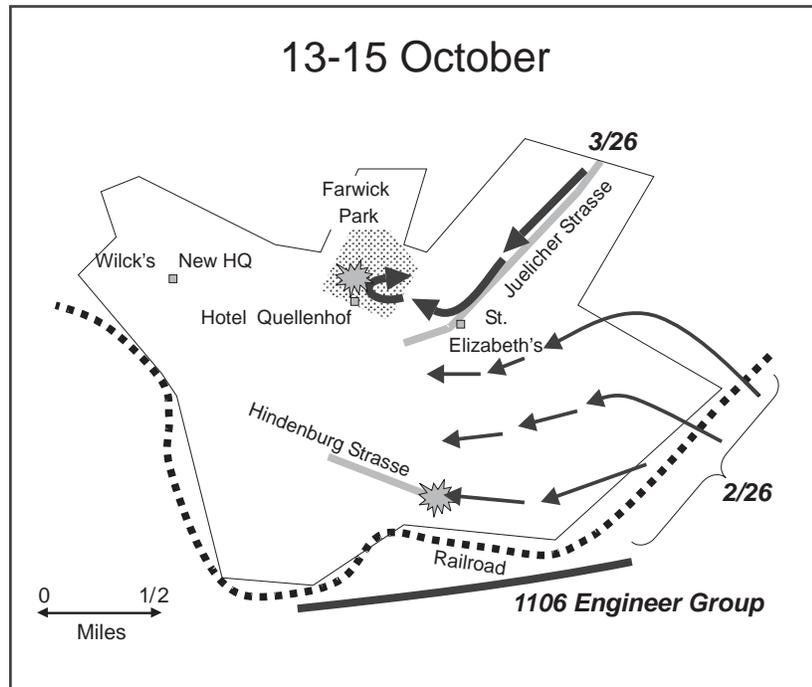 13-15 October
3/26
Farwick
Park
Juelicher Strasse
Wilck's New HQ
Hotel Quellenhof
St.
Elizabeth's
Hindenburg Strasse
2/26
Railroad
1106 Engineer Group
0 1/2
Miles